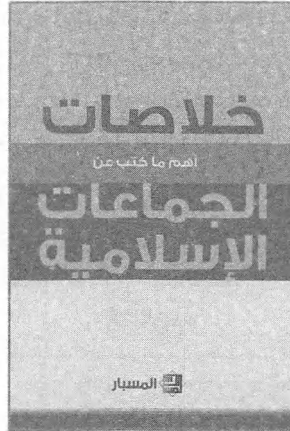 خلاصات
أهم ما كتب عن
الجماعات
الإسلامية
المسبار